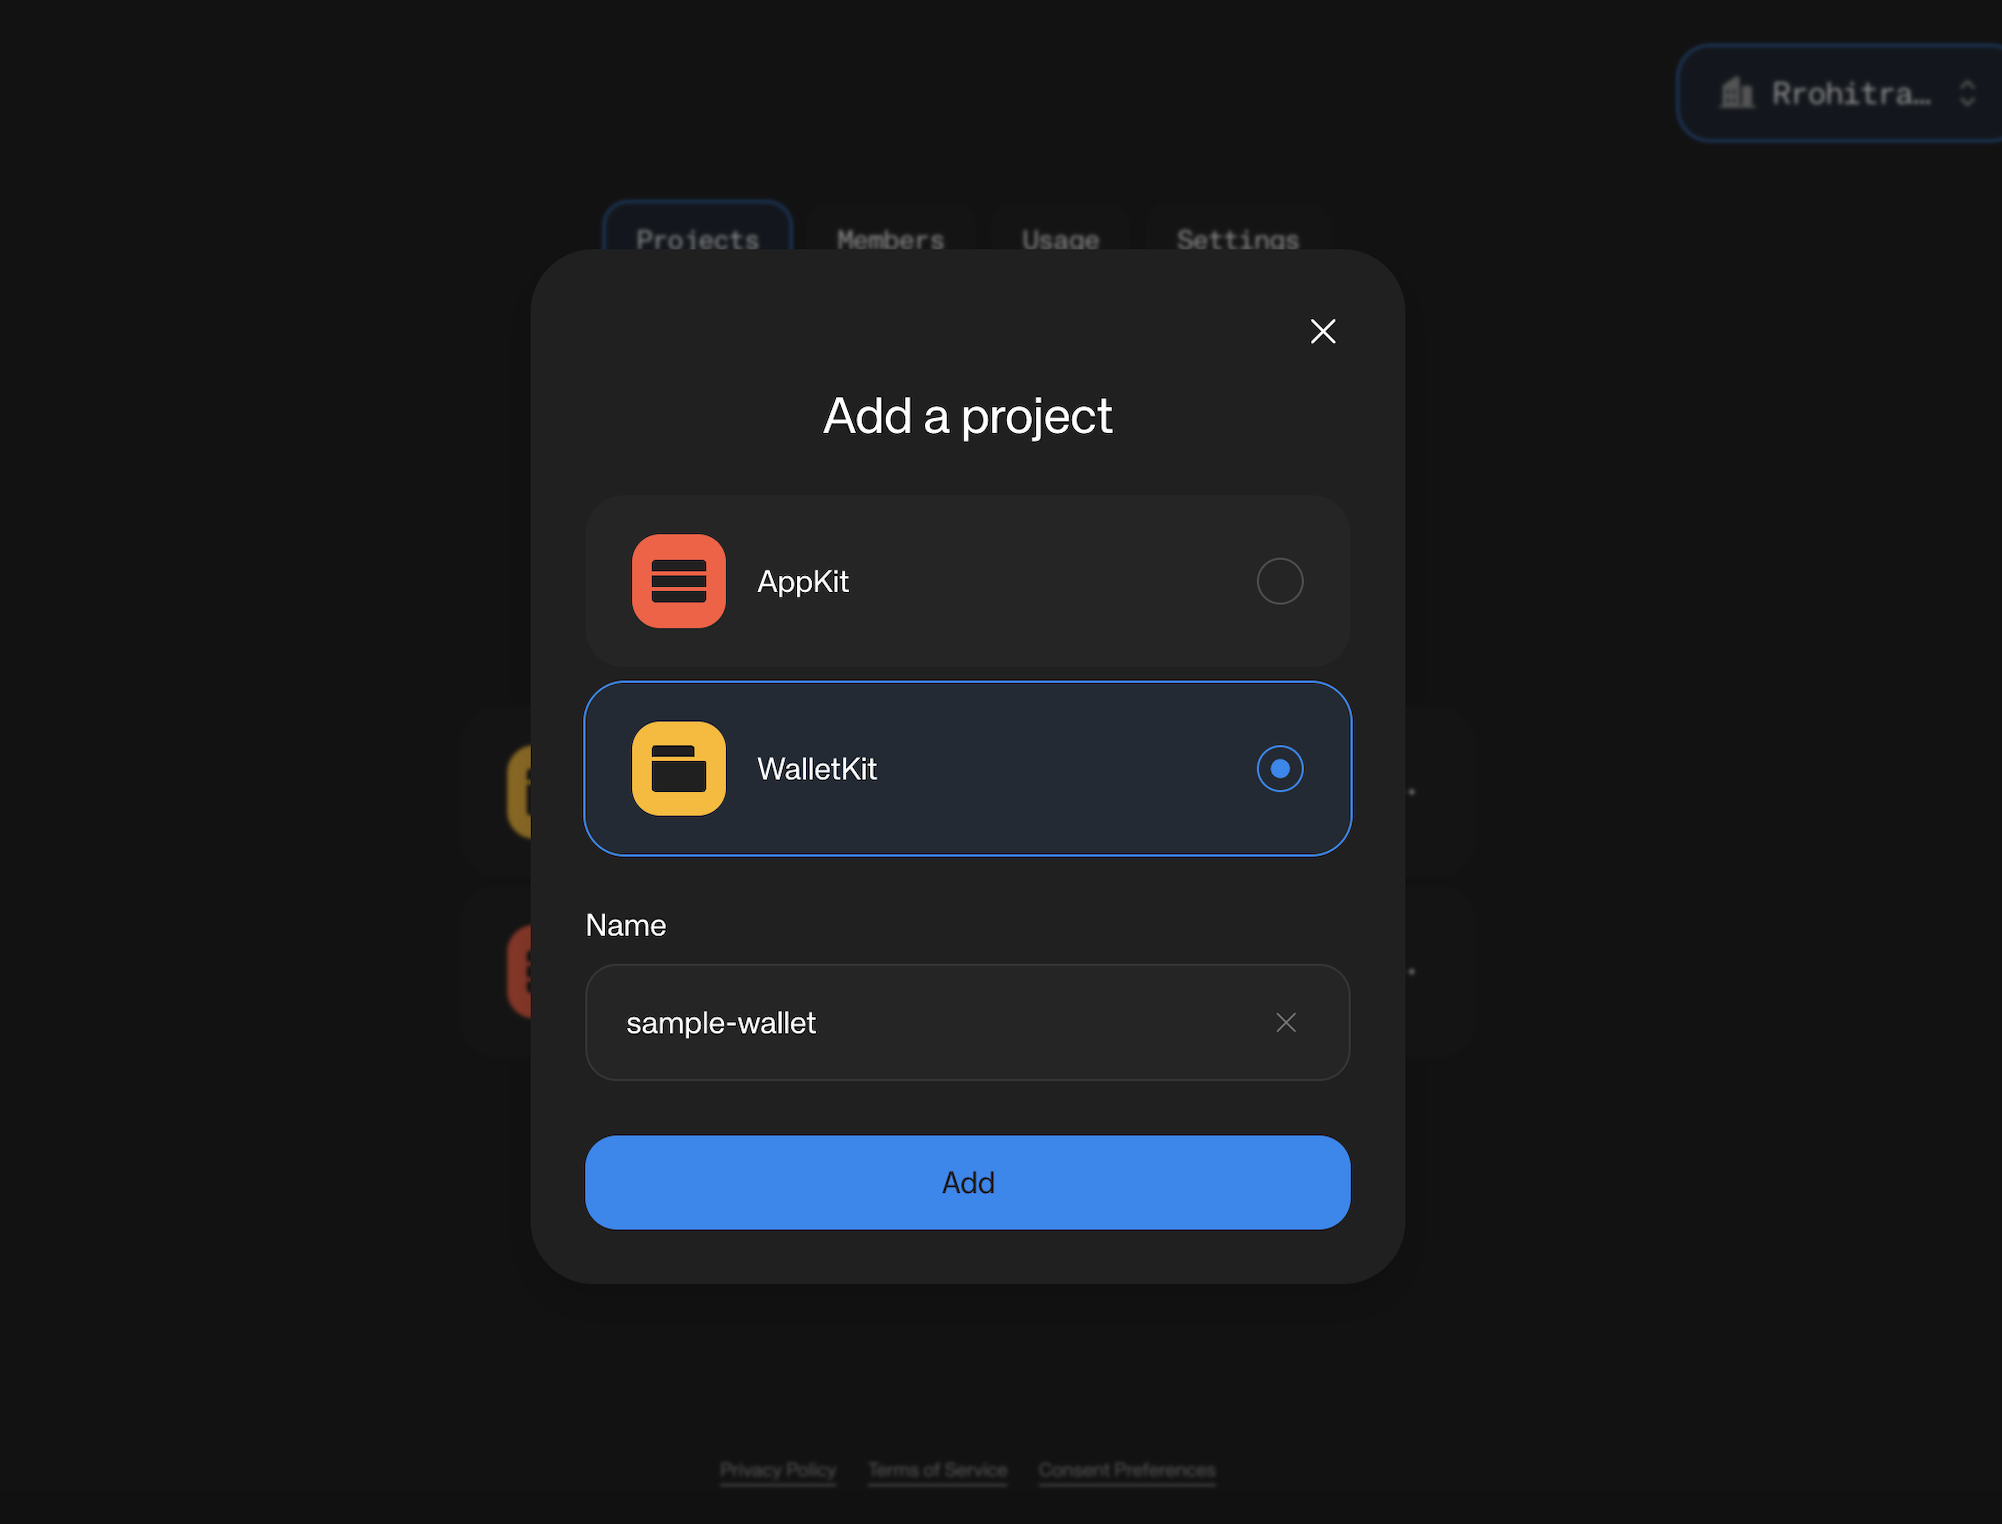 Rrohitra…
Projects Members Usage Settings
Add a project
AppKit
WalletKit
Name
sample-wallet
Add
Privacy Policy Terms of Service Consent Preferences